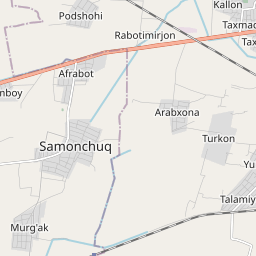 Kallon
Podshohi
Taxmac
Rabotimirjon
Tax
Afrabot
nboy
Arabxona
Turkon
Samonchuq
Yu
Talamiy
Murg'ak